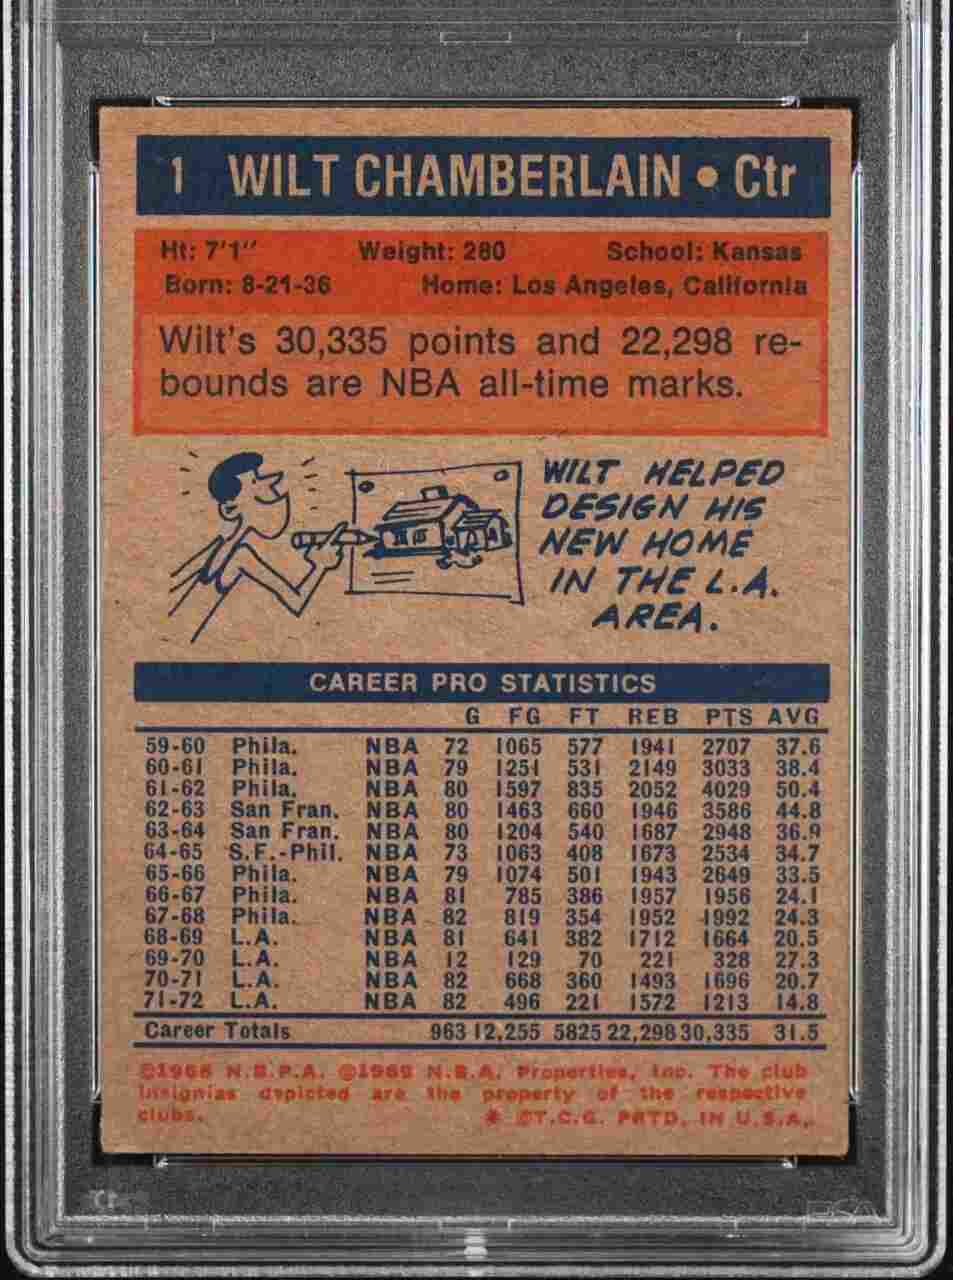 1 WILT CHAMBERLAIN • Ctr
Ht: 7'1" Weight: 280 School: Kansas
Born: 8-21-36 Home: Los Angeles, California
Wilt's 30,335 points and 22,298 re-
bounds are NBA all-time marks.
WILT HELPED
DESIGN HIS
NEW HOME
IN THE L.A.
AREA.
CAREER PRO STATISTICS
G FG FT REB PTS AVG
59-60 Phila. NBA 72 1065 577 1941 2707 37.6
60-61 Phila. NBA 79 1251 531 2149 3033 38.4
61-62 Phila. NBA 80 1597 835 2052 4029 50.4
62-63 San Fran. NBA 80 1463 660 1946 3586 44.8
63-64 San Fran. NBA 80 1204 540 1687 2948 36.9
64-65 S.F.-Phil. NBA 73 1063 408 1673 2534 34.7
65-66 Phila. NBA 79 1074 501 1943 2649 33.5
66-67 Phila. NBA 81 785 386 1957 1956 24.1
67-68 Phila. NBA 82 819 354 1952 1992 24.3
68-69 L.A. NBA 81 641 382 1712 1664 20.5
69-70 L.A. NBA 12 129 70 221 328 27.3
70-71 L.A. NBA 82 668 360 1493 1696 20.7
71-72 L.A. NBA 82 496 221 1572 1213 14.8
Career Totals 963 12,255 5825 22,298 30,335 31.5
©1968 N.B.P.A. ©1969 N.B.A. Properties, Inc. The club
insignias depicted are the property of the respective
clubs. * ©T.C.G. PRTD. IN U.S.A.
PSA